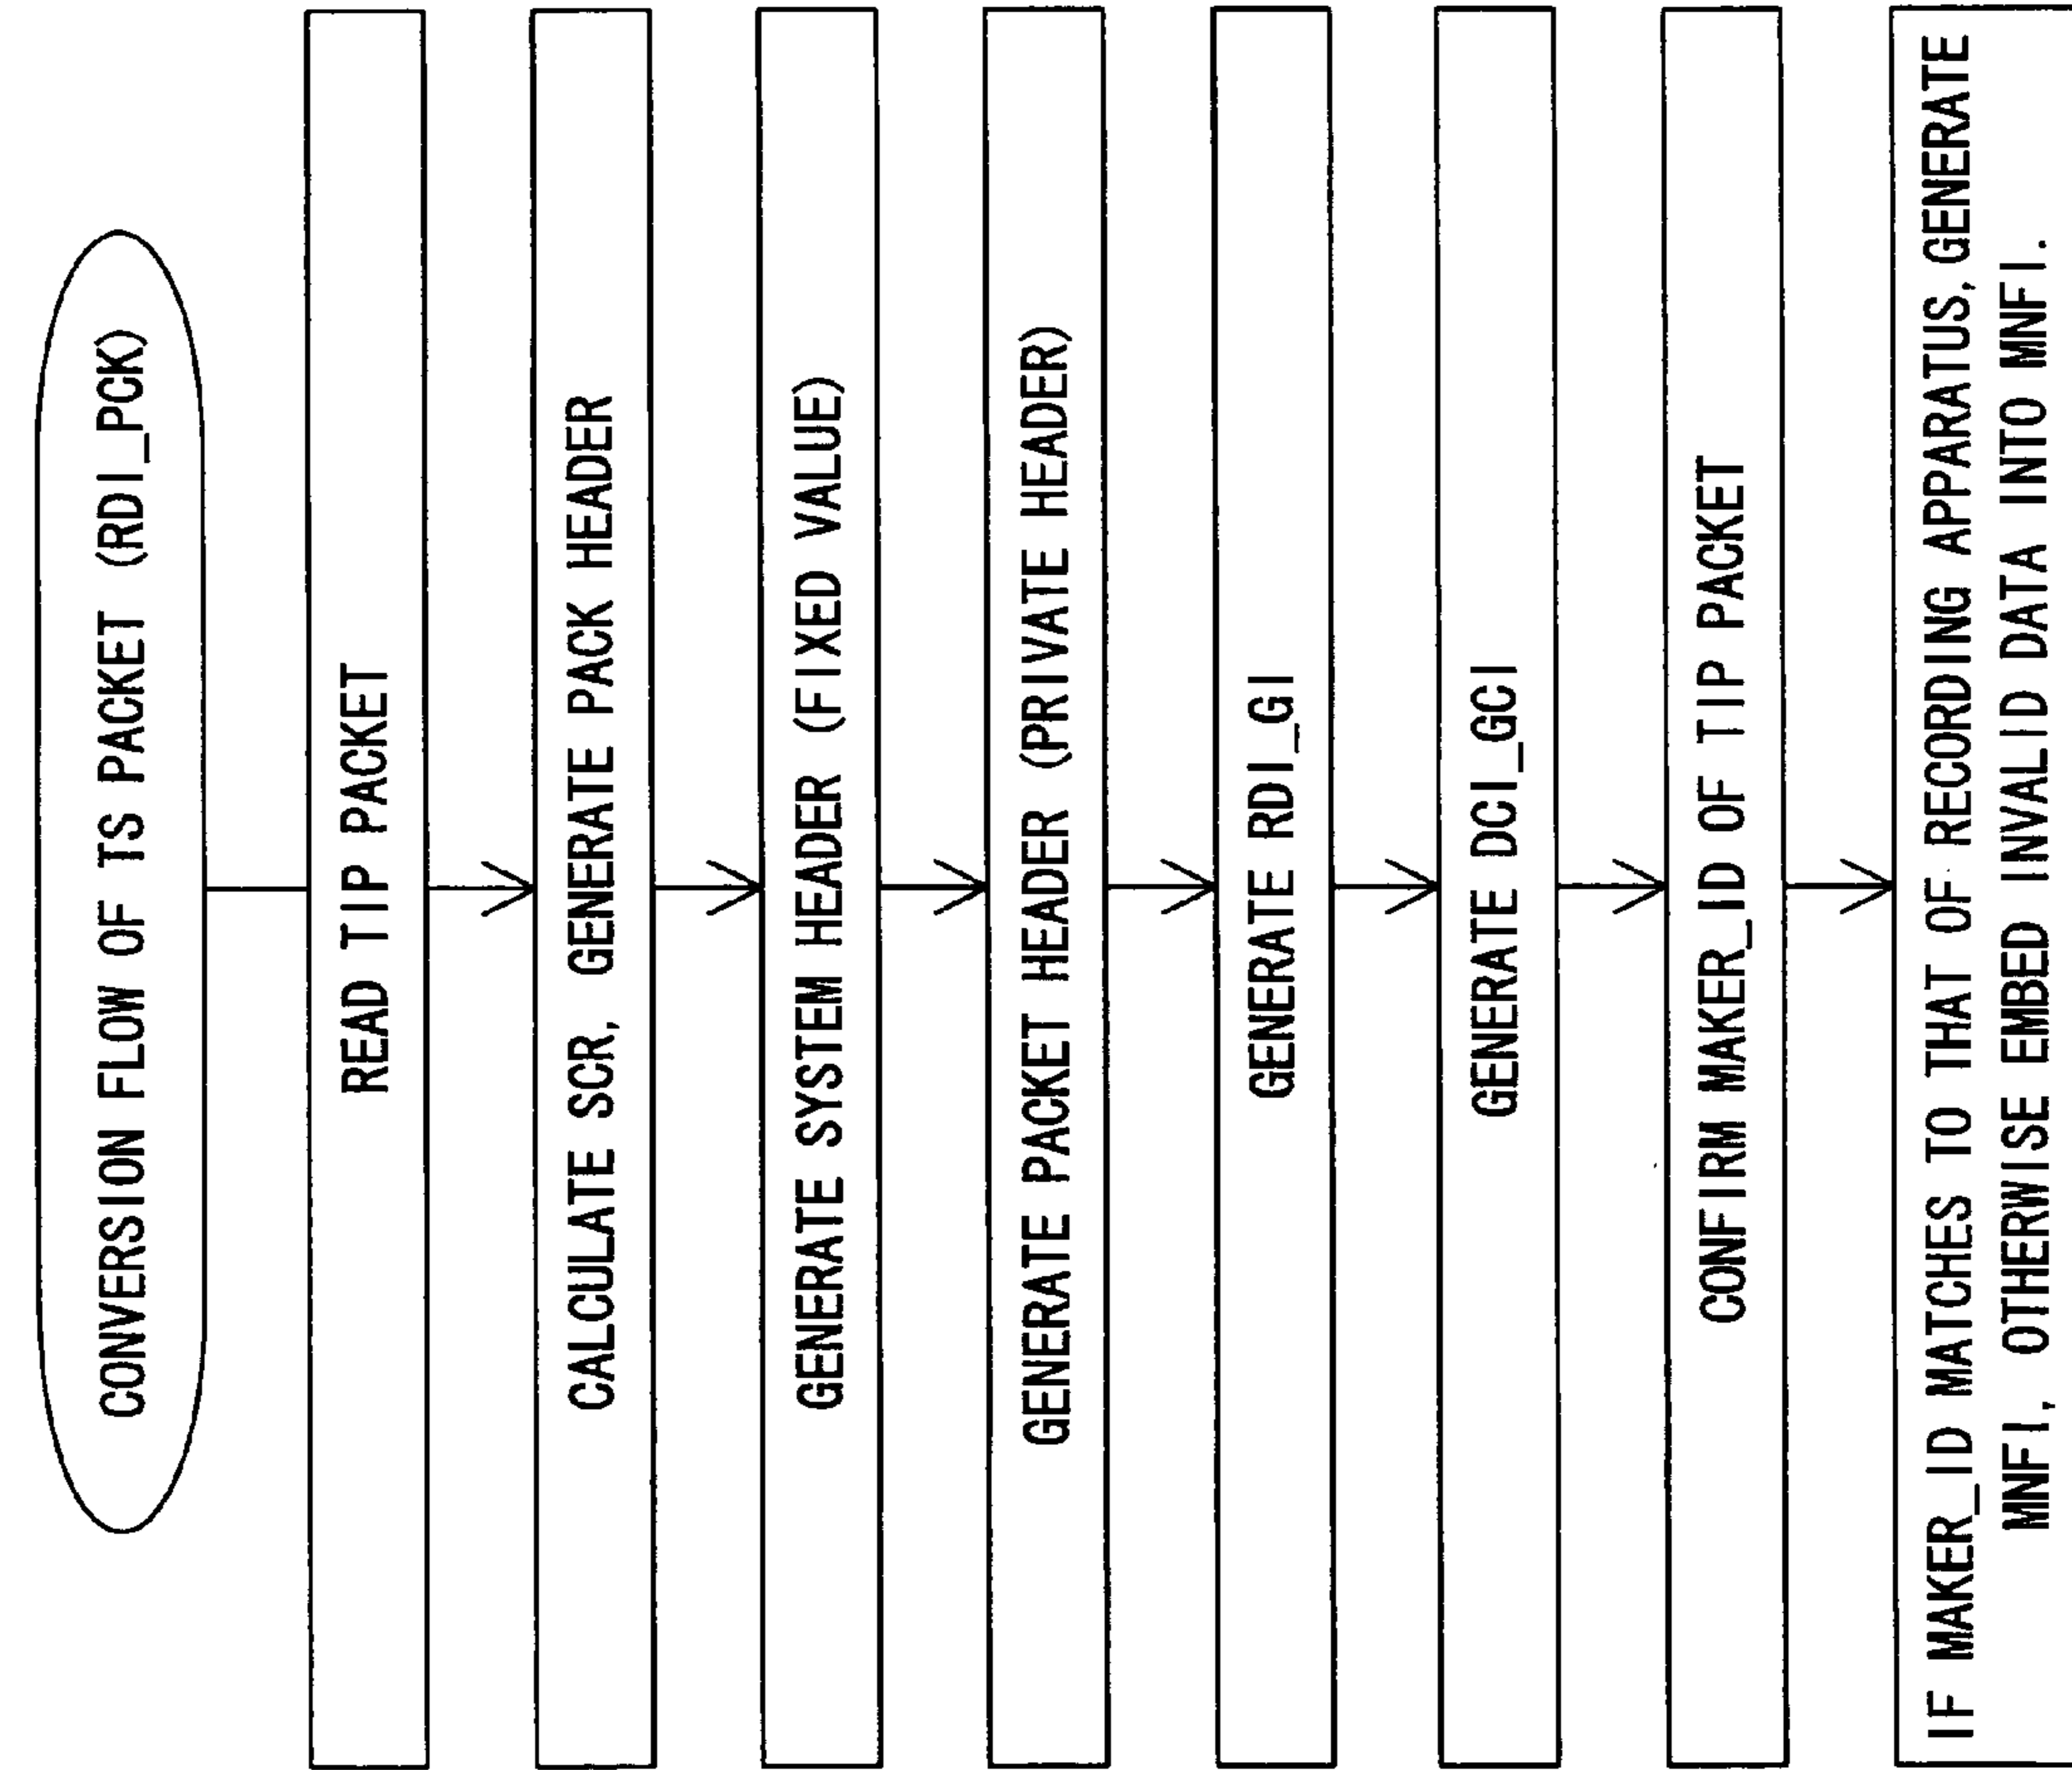 CONVERSION FLOW OF TS PACKET (RDI_PCK)
READ TIP PACKET
CALCULATE SCR, GENERATE PACK HEADER
GENERATE SYSTEM HEADER (FIXED VALUE)
GENERATE PACKET HEADER (PRIVATE HEADER)
GENERATE RDI_GI
GENERATE DCI_GCI
CONFIRM MAKER_ID OF TIP PACKET
IF MAKER_ID MATCHES TO THAT OF RECORDING APPARATUS, GENERATE
MNFI, OTHERWISE EMBED INVALID DATA INTO MNFI.